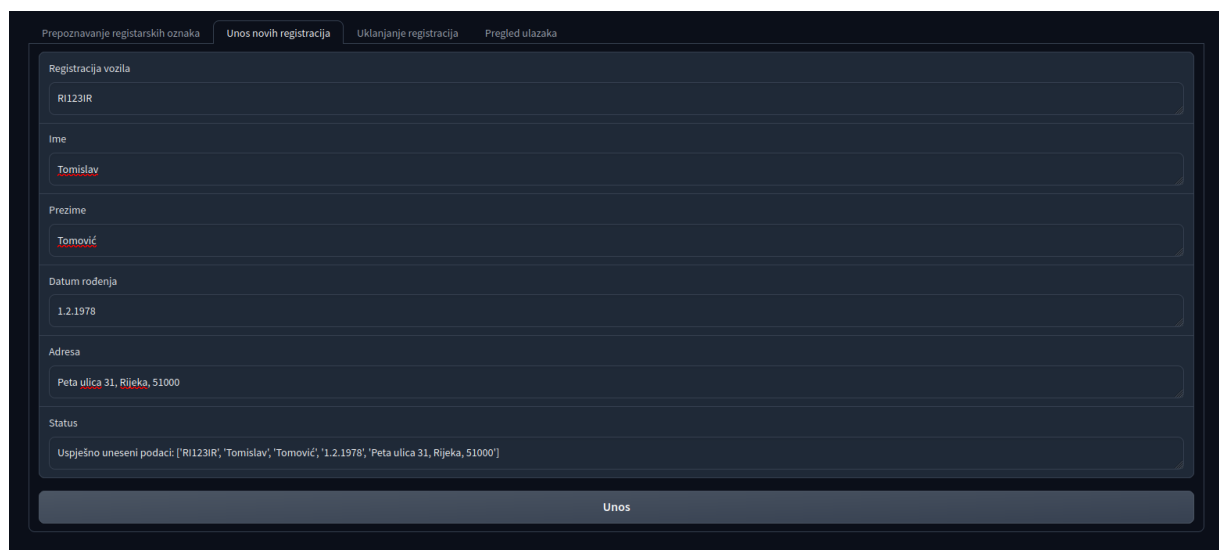 Prepoznavanje registarskih oznaka Unos novih registracija Uklanjanje registracija Pregled ulazaka
Registracija vozila
RI123IR
Ime
Tomislav
Prezime
Tomović
Datum rođenja
1.2.1978
Adresa
Peta ulica 31, Rijeka, 51000
Status
Uspješno uneseni podaci: ['RI123IR', 'Tomislav', 'Tomović', '1.2.1978', 'Peta ulica 31, Rijeka, 51000']
Unos